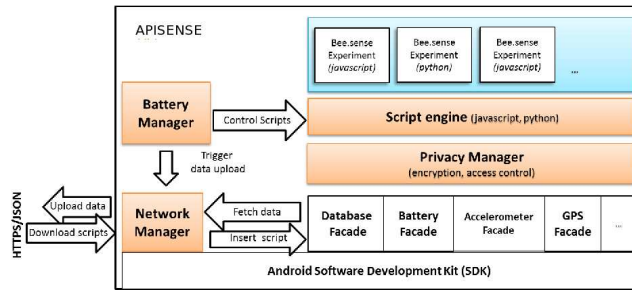 APISENSE
Bee.sense
Experiment
(javascript)
Bee.sense
Experiment
(python)
Bee.sense
Experiment
(javascript)
...
Battery
Manager
Control Scripts
Script engine (javascript, python)
Trigger
data upload
Privacy Manager
(encryption, access control)
HTTPS/JSON
Upload data
Download scripts
Network
Manager
Fetch data
Insert script
Database
Facade
Battery
Facade
Accelerometer
Facade
GPS
Facade
...
Android Software Development Kit (SDK)